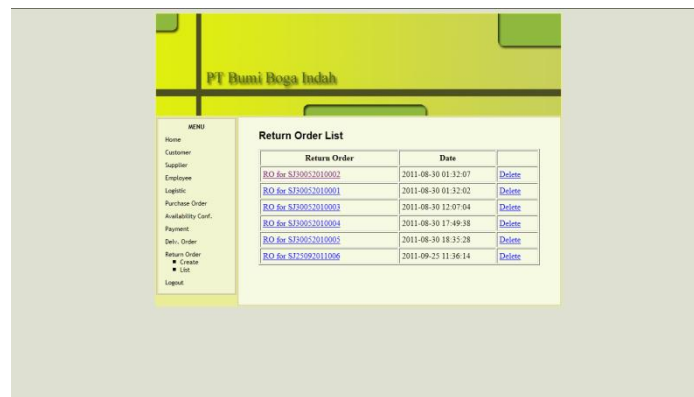 PT Bumi Boga Indah
MENU
Home
Customer
Supplier
Employee
Logistic
Purchase Order
Availability Conf.
Payment
Delv. Order
Return Order
Create
List
Logout
Return Order List
Return Order Date
RO for SJ30052010002 2011-08-30 01:32:07 Delete
RO for SJ30052010001 2011-08-30 01:32:02 Delete
RO for SJ30052010003 2011-08-30 12:07:04 Delete
RO for SJ30052010004 2011-08-30 17:49:38 Delete
RO for SJ30052010005 2011-08-30 18:35:28 Delete
RO for SJ25092011006 2011-09-25 11:36:14 Delete